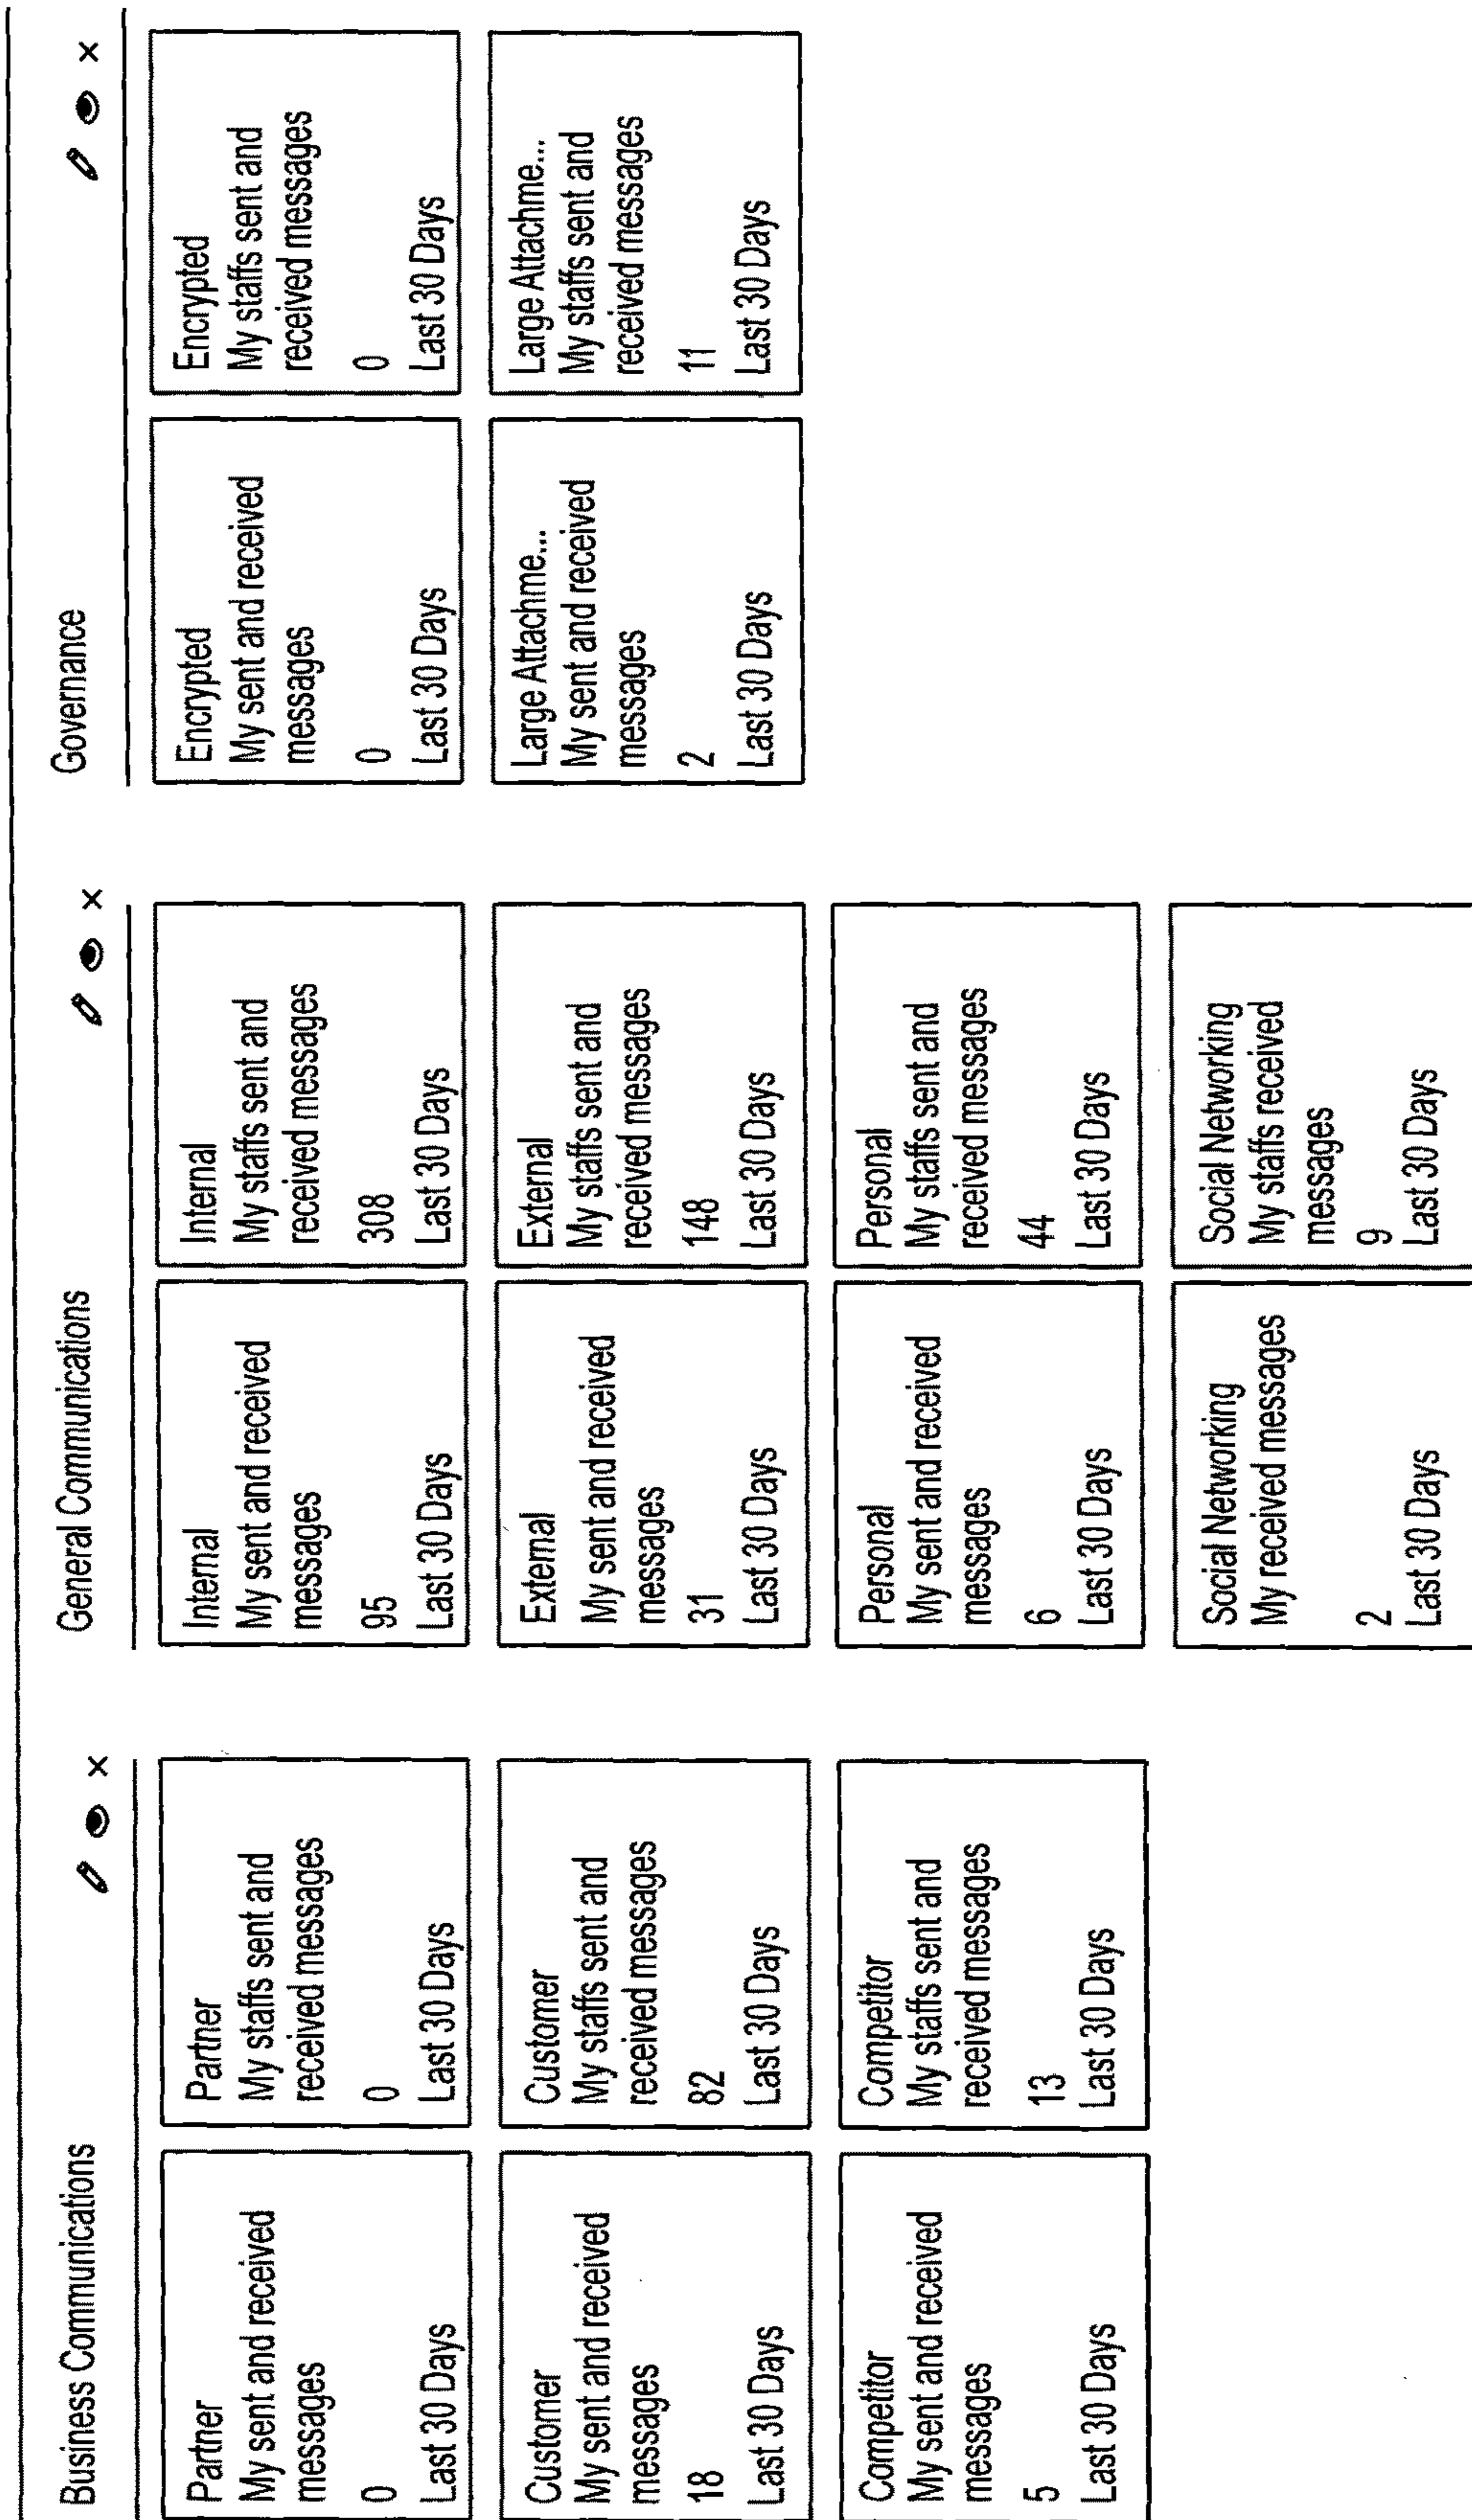 Business Communications
Partner
My sent and received
messages
0
Last 30 Days
Partner
My staffs sent and
received messages
0
Last 30 Days
Customer
My sent and received
messages
18
Last 30 Days
Customer
My staffs sent and
received messages
82
Last 30 Days
Competitor
My sent and received
messages
5
Last 30 Days
Competitor
My staffs sent and
received messages
13
Last 30 Days
General Communications
Internal
My sent and received
messages
95
Last 30 Days
Internal
My staffs sent and
received messages
308
Last 30 Days
External
My sent and received
messages
31
Last 30 Days
External
My staffs sent and
received messages
148
Last 30 Days
Personal
My sent and received
messages
6
Last 30 Days
Personal
My staffs sent and
received messages
44
Last 30 Days
Social Networking
My received messages
2
Last 30 Days
Social Networking
My staffs received
messages
9
Last 30 Days
Governance
Encrypted
My sent and received
messages
0
Last 30 Days
Encrypted
My staffs sent and
received messages
0
Last 30 Days
Large Attachme...
My sent and received
messages
2
Last 30 Days
Large Attachme...
My staffs sent and
received messages
11
Last 30 Days